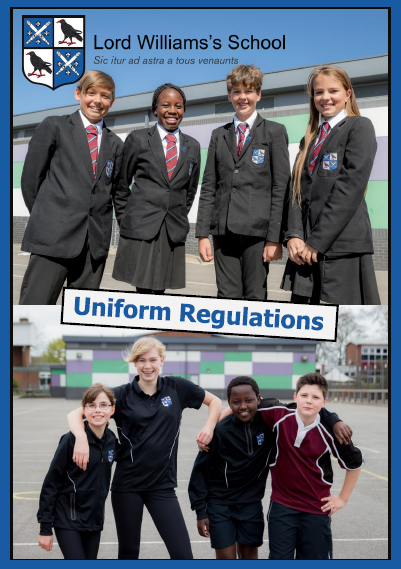 Lord Williams's School
Sic itur ad astra a tous venaunts
Uniform Regulations